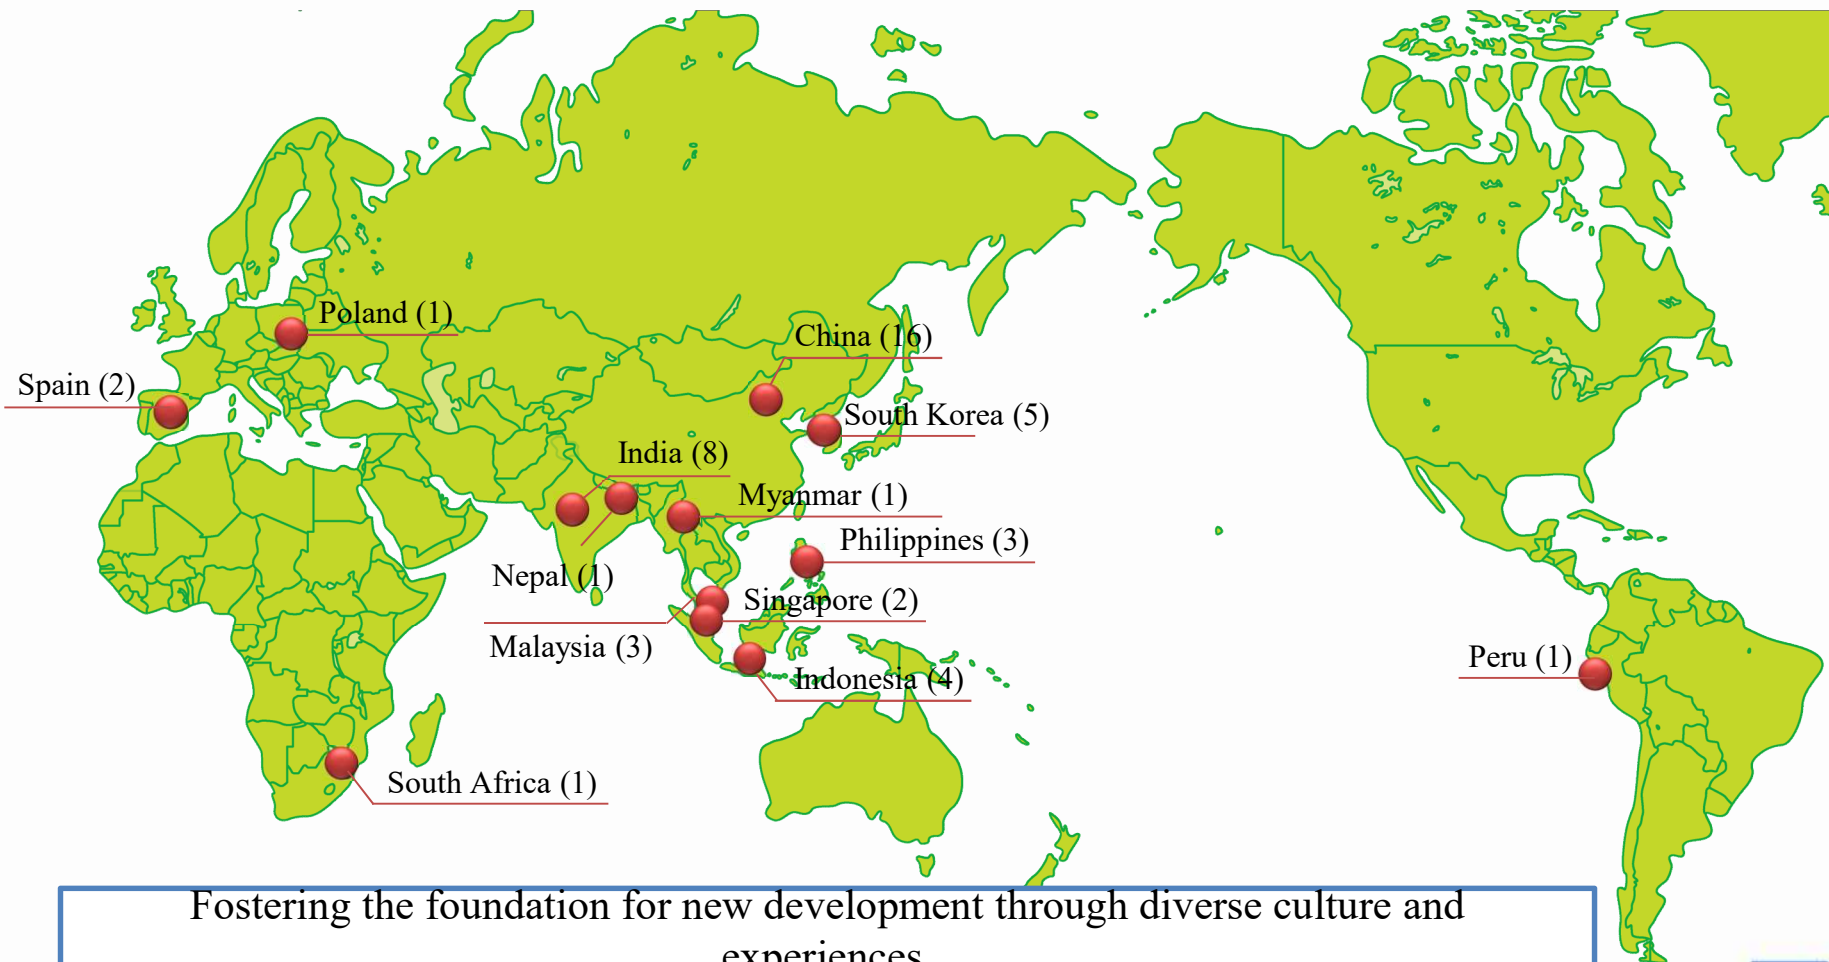 Poland (1)
China (16)
Spain (2)
South Korea (5)
India (8)
Myanmar (1)
Philippines (3)
Nepal (1)
Singapore (2)
Malaysia (3)
Peru (1)
Indonesia (4)
South Africa (1)
Fostering the foundation for new development through diverse culture and
experiences